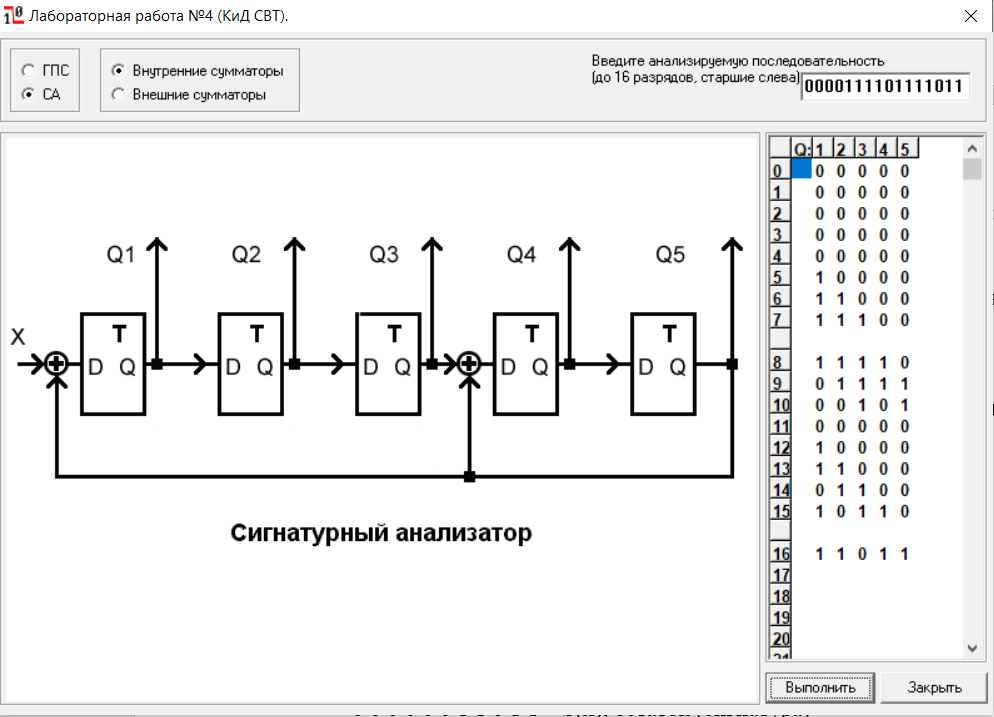 Лабораторная работа №4 (КиД СВТ).
ГПС
СА
Внутренние сумматоры
Внешние сумматоры
Введите анализируемую последовательность
(до 16 разрядов, старшие слева)
0000111101111011
Q1 Q2 Q3 Q4 Q5
X
T T T T T
D Q D Q D Q D Q D Q
Сигнатурный анализатор
Q: 1 2 3 4 5
0 0 0 0 0 0
1 0 0 0 0 0
2 0 0 0 0 0
3 0 0 0 0 0
4 0 0 0 0 0
5 1 0 0 0 0
6 1 1 0 0 0
7 1 1 1 0 0
8 1 1 1 1 0
9 0 1 1 1 1
10 0 0 1 0 1
11 0 0 0 0 0
12 1 0 0 0 0
13 1 1 0 0 0
14 0 1 1 0 0
15 1 0 1 1 0
16 1 1 0 1 1
17
18
19
20
Выполнить
Закрыть